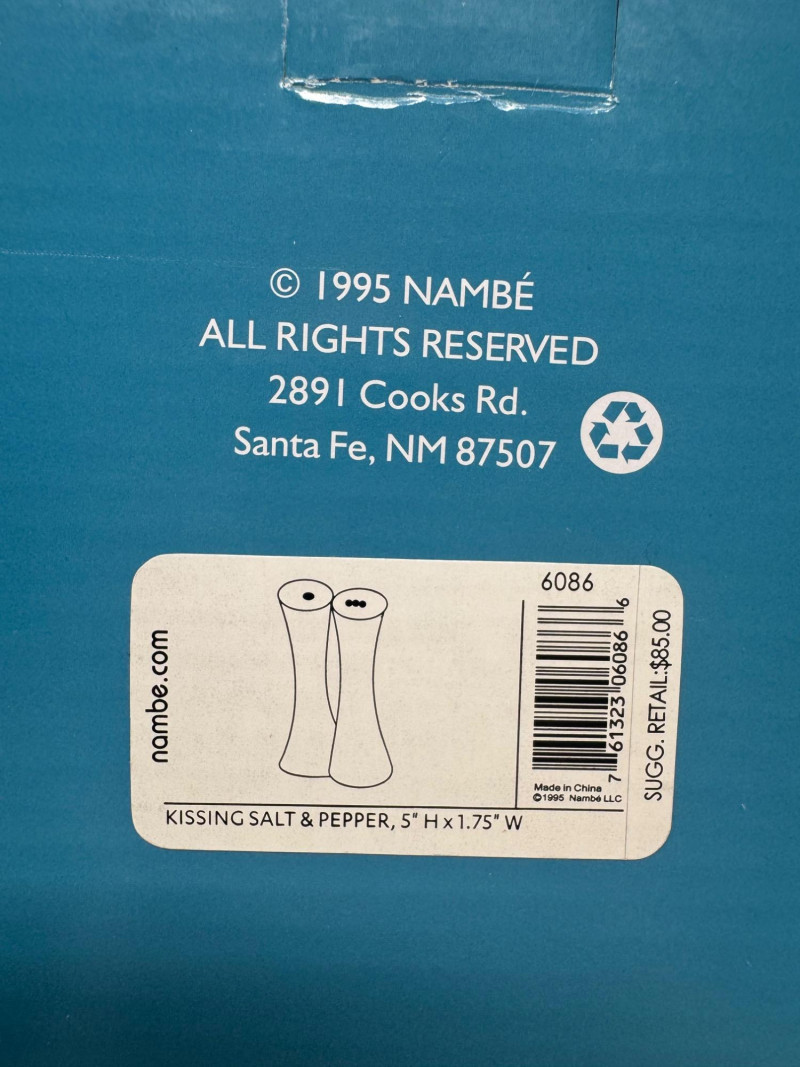 © 1995 NAMBÉ
ALL RIGHTS RESERVED
2891 Cooks Rd.
Santa Fe, NM 87507
nambe.com
6086
7 61323 06086 6
SUGG. RETAIL:$85.00
Made in China
©1995 Nambé LLC
KISSING SALT & PEPPER, 5" H x 1.75" W